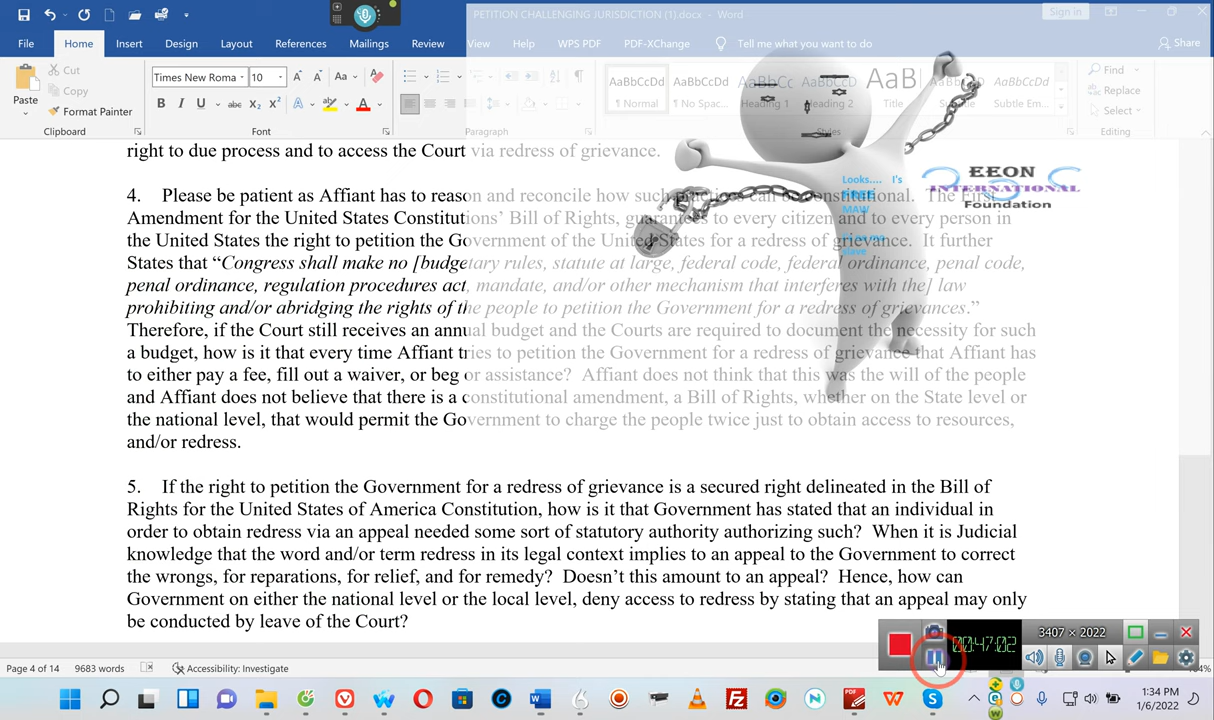 PETITION CHALLENGING JURISDICTION (1).docx - Word
Sign in
File Home Insert Design Layout References Mailings Review View Help WPS PDF PDF-XChange Tell me what you want to do Share
Cut
Copy
Format Painter
Paste
Times New Roma 10
AaBbCcDd AaBbCcDd AaBbCc AaBbCcD AaB AaBbCcD AaBbCcDd
¶ Normal ¶ No Spac... Heading 1 Heading 2 Title Subtitle Subtle Em...
Find
Replace
Select
Clipboard Font Paragraph Styles Editing
right to due process and to access the Court via redress of grievance.
4. Please be patient as Affiant has to reason and reconcile how such practices can be constitutional. The First
Amendment for the United States Constitutions’ Bill of Rights, guarantees to every citizen and to every person in
the United States the right to petition the Government of the United States for a redress of grievance. It further
States that “Congress shall make no [budgetary rules, statute at large, federal code, federal ordinance, penal code,
penal ordinance, regulation procedures act, mandate, and/or other mechanism that interferes with the] law
prohibiting and/or abridging the rights of the people to petition the Government for a redress of grievances.”
Therefore, if the Court still receives an annual budget and the Courts are required to document the necessity for such
a budget, how is it that every time Affiant tries to petition the Government for a redress of grievance that Affiant has
to either pay a fee, fill out a waiver, or beg or assistance? Affiant does not think that this was the will of the people
and Affiant does not believe that there is a constitutional amendment, a Bill of Rights, whether on the State level or
the national level, that would permit the Government to charge the people twice just to obtain access to resources,
and/or redress.
5. If the right to petition the Government for a redress of grievance is a secured right delineated in the Bill of
Rights for the United States of America Constitution, how is it that Government has stated that an individual in
order to obtain redress via an appeal needed some sort of statutory authority authorizing such? When it is Judicial
knowledge that the word and/or term redress in its legal context implies to an appeal to the Government to correct
the wrongs, for reparations, for relief, and for remedy? Doesn’t this amount to an appeal? Hence, how can
Government on either the national level or the local level, deny access to redress by stating that an appeal may only
be conducted by leave of the Court?
EEON
INTERNATIONAL
Foundation
Looks.... I's
FREE
MAW
slave
00:47:02
3407 × 2022
Page 4 of 14 9683 words Accessibility: Investigate
1:34 PM
1/6/2022